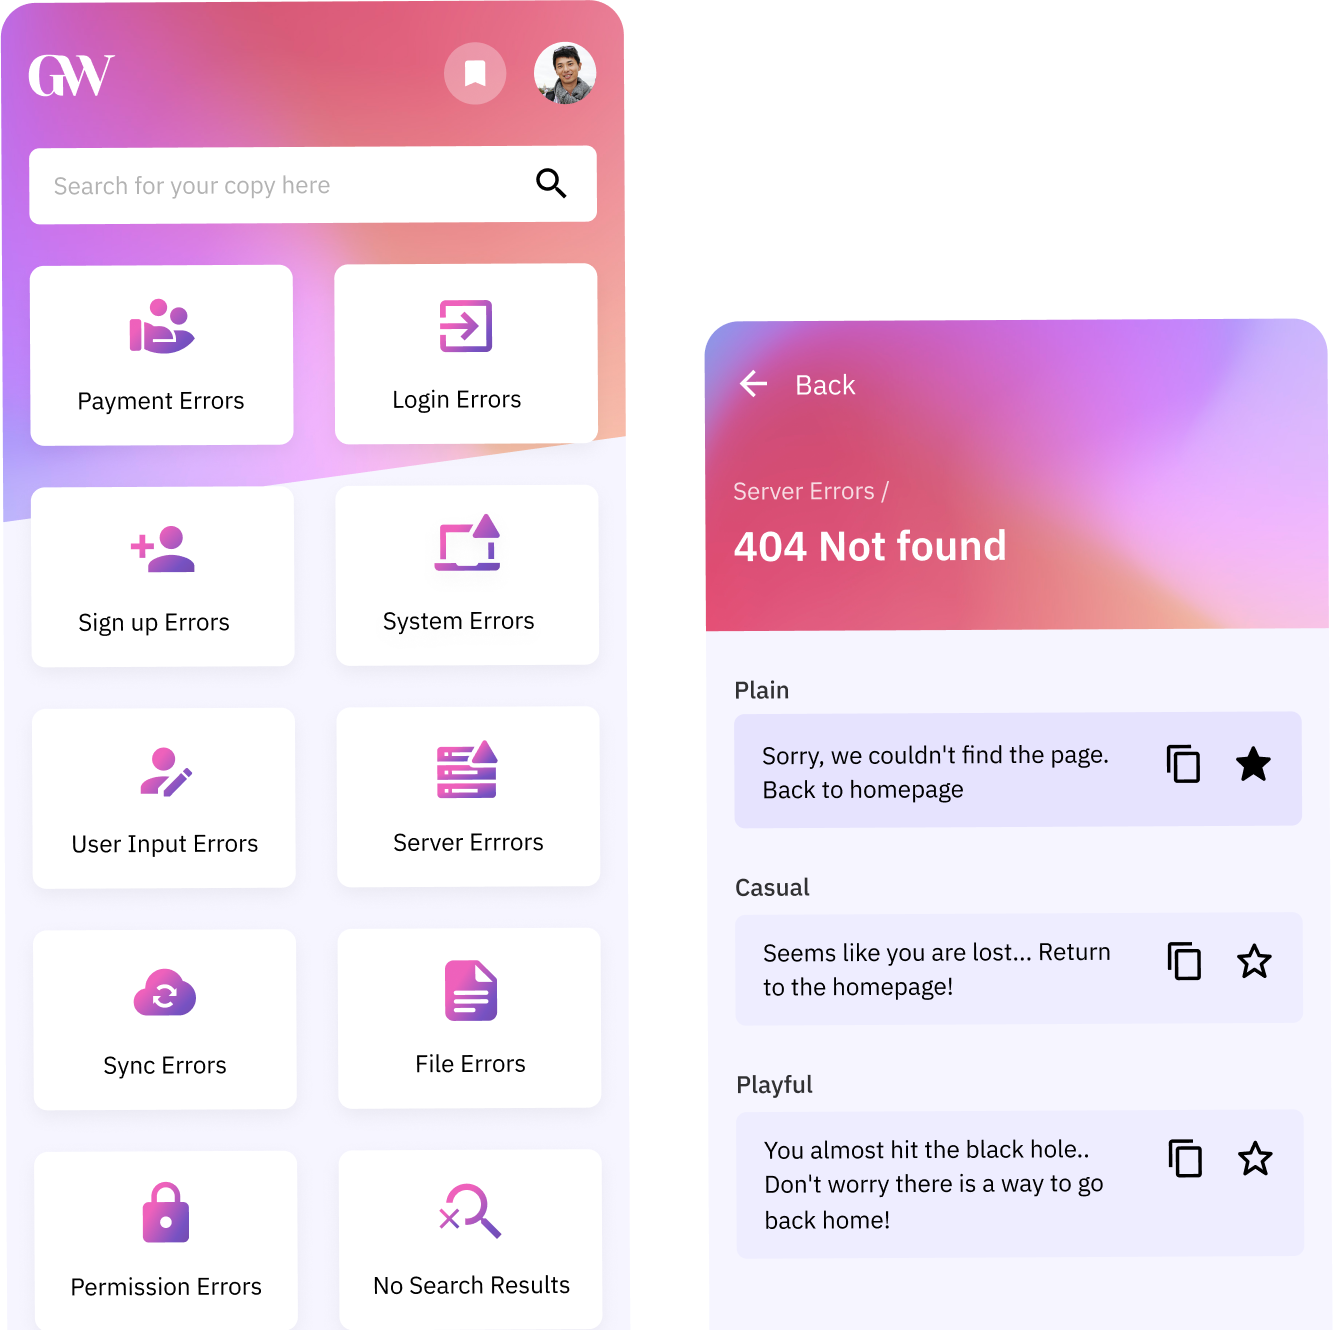 GW
Search for your copy here
Payment Errors
Login Errors
Sign up Errors
System Errors
User Input Errors
Server Errrors
Sync Errors
File Errors
Permission Errors
No Search Results
Back
Server Errors /
404 Not found
Plain
Sorry, we couldn't find the page.
Back to homepage
Casual
Seems like you are lost... Return
to the homepage!
Playful
You almost hit the black hole..
Don't worry there is a way to go
back home!